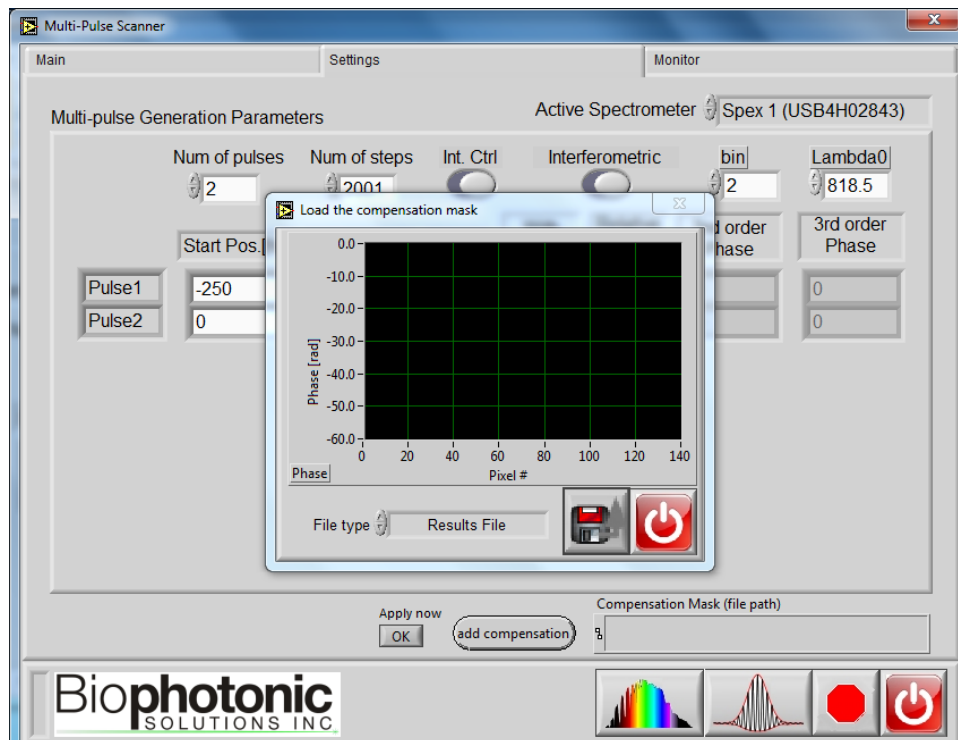 Multi-Pulse Scanner
Main Settings Monitor
Active Spectrometer Spex 1 (USB4H02843)
Multi-pulse Generation Parameters
Num of pulses Num of steps Int. Ctrl Interferometric bin Lambda0
2 2001 2 818.5
Load the compensation mask
Start Pos. order 3rd order
hase Phase
Pulse1 -250 0
Pulse2 0 0
0.0
-10.0
-20.0
-30.0
-40.0
-50.0
-60.0
Phase [rad]
0 20 40 60 80 100 120 140
Phase Pixel #
File type Results File
Apply now
OK
add compensation
Compensation Mask (file path)
Biophotonic
SOLUTIONS INC